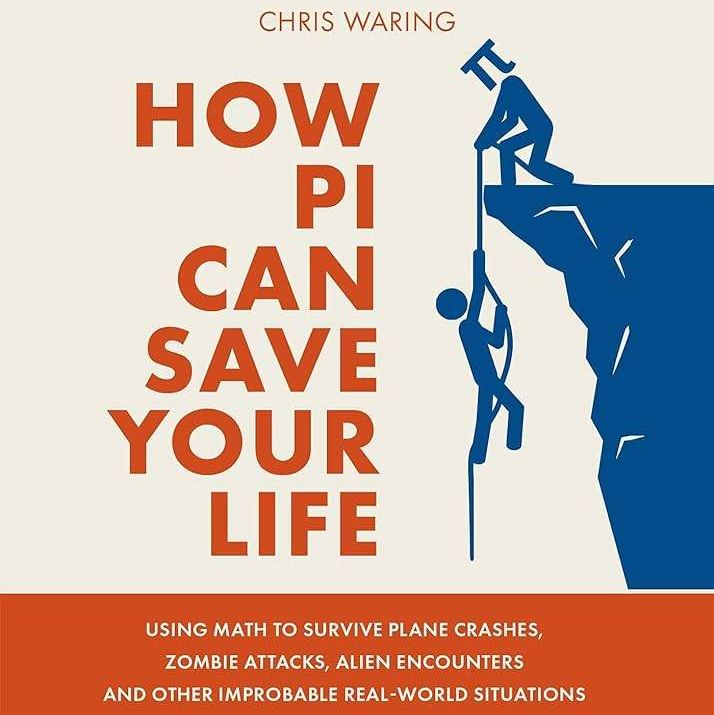 CHRIS WARING
π
HOW
PI
CAN
SAVE
YOUR
LIFE
USING MATH TO SURVIVE PLANE CRASHES,
ZOMBIE ATTACKS, ALIEN ENCOUNTERS
AND OTHER IMPROBABLE REAL-WORLD SITUATIONS